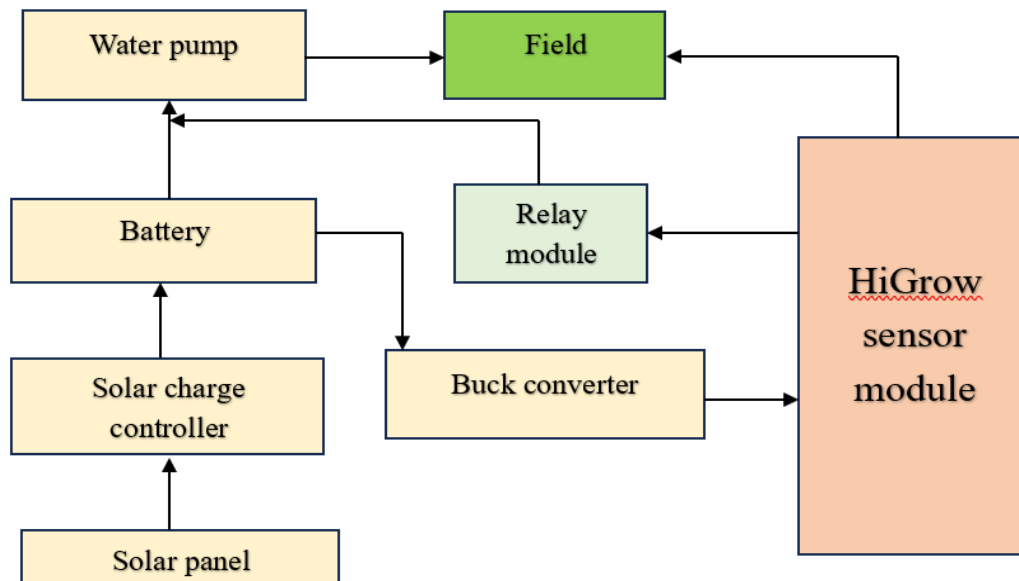 Water pump
Field
Battery
Relay
module
HiGrow
sensor
module
Solar charge
controller
Buck converter
Solar panel